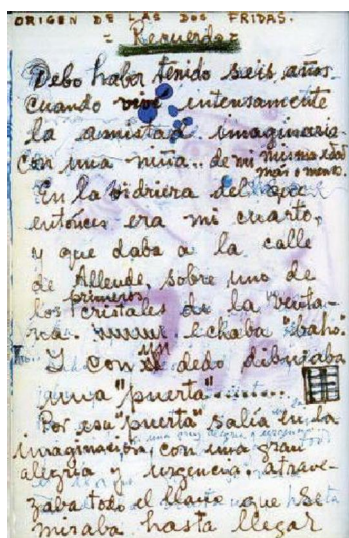 ORIGEN DE LAS DOS FRIDAS.
- Recuerdo -
Debo haber tenido seis años
cuando viví intensamente
la amistad imaginaria
con una niña.. de mi misma edad
más o menos.
En la vidriera del que
entónces era mi cuarto,
y que daba a la calle
de Allende, sobre uno de
los primeros cristales de la venta-
na. echaba "baho".
Y con un dedo dibujaba
una "puerta".........
Por esa "puerta" salía en la
imaginación, con una gran
alegría y urgencia. atrave-
zaba todo el llano que se
miraba hasta llegar